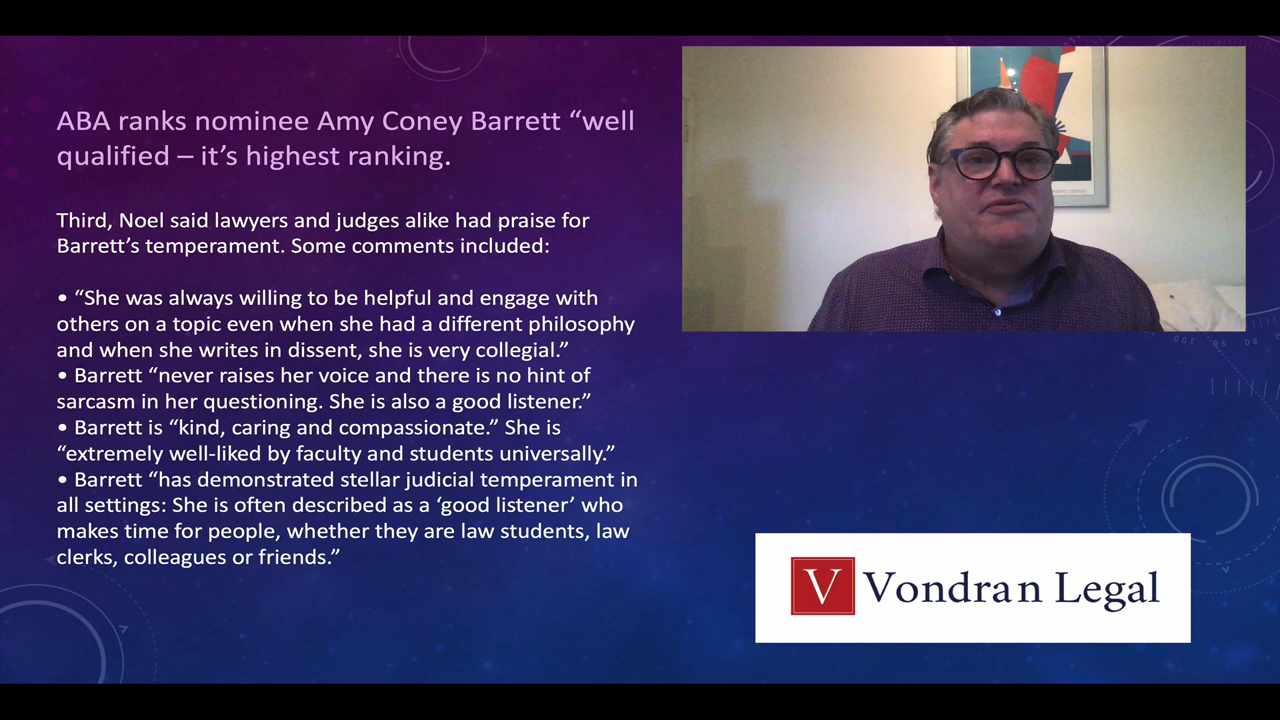 ABA ranks nominee Amy Coney Barrett “well
qualified – it’s highest ranking.
Third, Noel said lawyers and judges alike had praise for
Barrett’s temperament. Some comments included:
• “She was always willing to be helpful and engage with
others on a topic even when she had a different philosophy
and when she writes in dissent, she is very collegial.”
• Barrett “never raises her voice and there is no hint of
sarcasm in her questioning. She is also a good listener.”
• Barrett is “kind, caring and compassionate.” She is
“extremely well-liked by faculty and students universally.”
• Barrett “has demonstrated stellar judicial temperament in
all settings: She is often described as a ‘good listener’ who
makes time for people, whether they are law students, law
clerks, colleagues or friends.”
V Vondran Legal